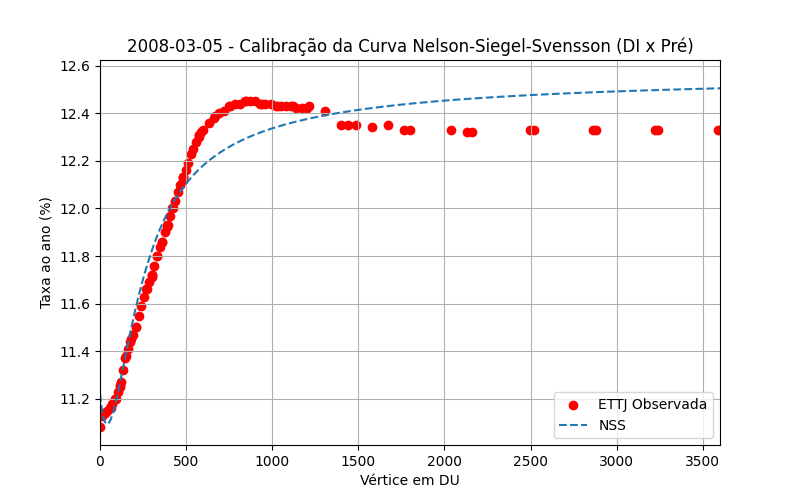 2008-03-05 - Calibração da Curva Nelson-Siegel-Svensson (DI x Pré)
Taxa ao ano (%)
12.6
12.4
12.2
12.0
11.8
11.6
11.4
11.2
0 500 1000 1500 2000 2500 3000 3500
Vértice em DU
ETTJ Observada
NSS